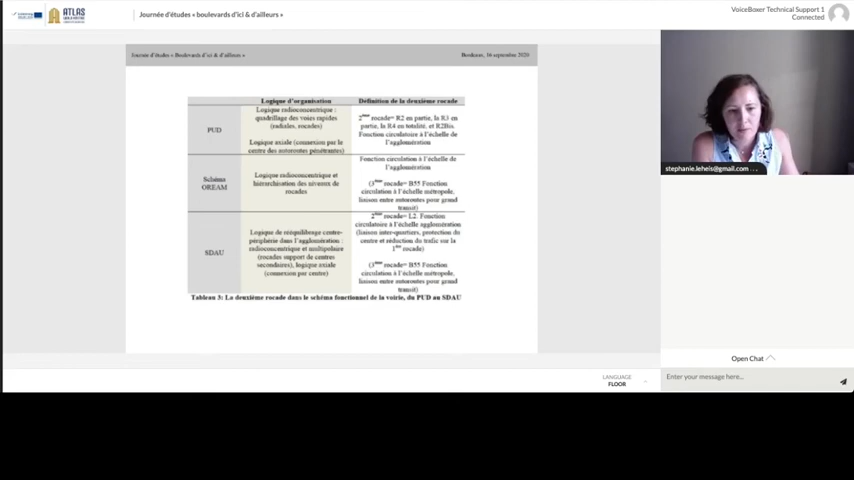 Interreg
ATLAS
Journée d'études « boulevards d'ici & d'ailleurs »
VoiceBoxer Technical Support 1
Connected
Journée d'études « Boulevards d'ici & d'ailleurs »
Bordeaux, 16 septembre 2020
Logique d'organisation
Définition de la deuxième rocade
PUD
Logique radioconcentrique :
quadrillage des voies rapides
(radiales, rocades)
Logique axiale (connexion par le
centre des autoroutes pénétrantes)
2ème rocade= R2 en partie, la R3 en
partie, la R4 en totalité, et R2Bis.
Fonction circulatoire à l'échelle de
l'agglomération
Schéma
OREAM
Logique radioconcentrique et
hiérarchisation des niveaux de
rocades
Fonction circulation à l'échelle de
l'agglomération
(3ème rocade= B55 Fonction
circulation à l'échelle métropole,
liaison entre autoroutes pour grand
transit)
SDAU
Logique de rééquilibrage centre-
périphérie dans l'agglomération :
radioconcentrique et multipolaire
(rocades support de centres
secondaires), logique axiale
(connexion par centre)
2ème rocade= L2. Fonction
circulatoire à l'échelle agglomération
(liaison inter-quartiers, protection du
centre et réduction du trafic sur la
1ère rocade)
(3ème rocade= B55 Fonction
circulation à l'échelle métropole,
liaison entre autoroutes pour grand
transit)
Tableau 3: La deuxième rocade dans le schéma fonctionnel de la voirie, du PUD au SDAU
stephanie.leheis@gmail.com ...
Open Chat
LANGUAGE
FLOOR
Enter your message here...